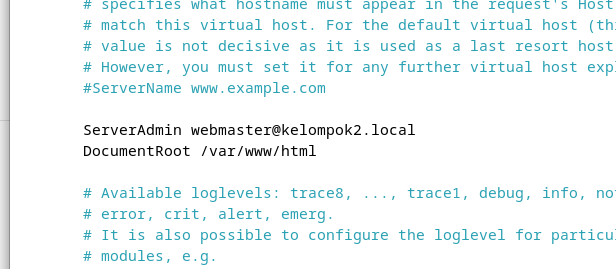 # specifies what hostname must appear in the request's Host
# match this virtual host. For the default virtual host (th
# value is not decisive as it is used as a last resort host
# However, you must set it for any further virtual host exp
#ServerName www.example.com
ServerAdmin webmaster@kelompok2.local
DocumentRoot /var/www/html
# Available loglevels: trace8, ..., trace1, debug, info, no
# error, crit, alert, emerg.
# It is also possible to configure the loglevel for particu
# modules, e.g.